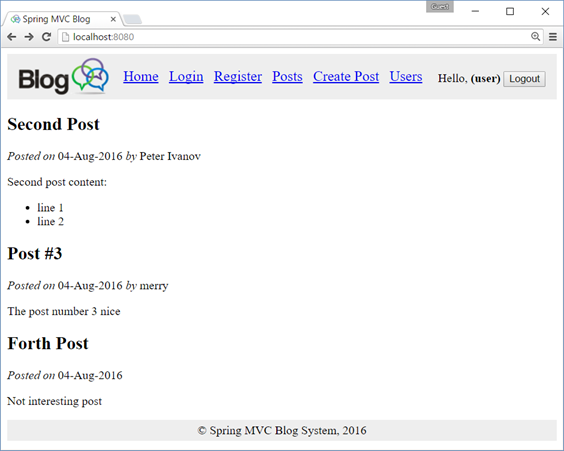 Guest
Spring MVC Blog
localhost:8080
Blog Home Login Register Posts Create Post Users Hello, (user) Logout
Second Post
Posted on 04-Aug-2016 by Peter Ivanov
Second post content:
line 1
line 2
Post #3
Posted on 04-Aug-2016 by merry
The post number 3 nice
Forth Post
Posted on 04-Aug-2016
Not interesting post
© Spring MVC Blog System, 2016